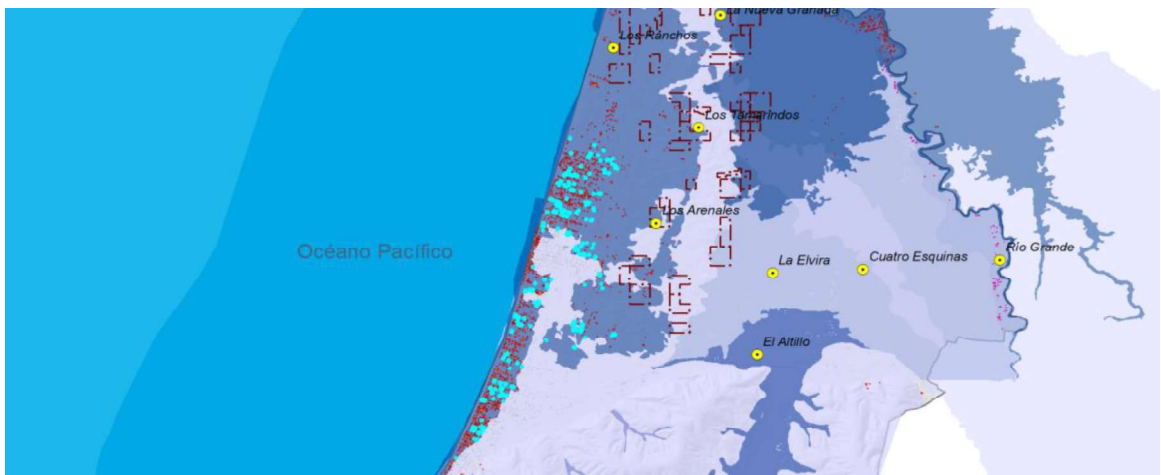 La Nueva Granada
Los Ranchos
Los Tamarindos
Los Arenales
Océano Pacífico
Río Grande
La Elvira
Cuatro Esquinas
El Altillo